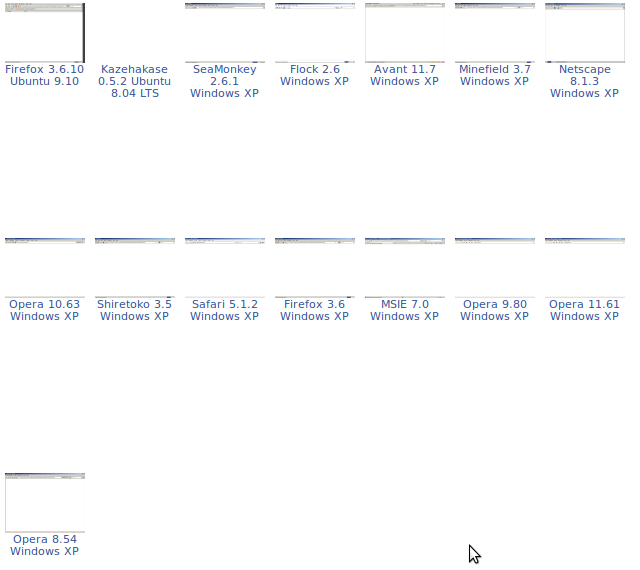 Firefox 3.6.10
Ubuntu 9.10
Kazehakase
0.5.2 Ubuntu
8.04 LTS
SeaMonkey
2.6.1
Windows XP
Flock 2.6
Windows XP
Avant 11.7
Windows XP
Minefield 3.7
Windows XP
Netscape
8.1.3
Windows XP
Opera 10.63
Windows XP
Shiretoko 3.5
Windows XP
Safari 5.1.2
Windows XP
Firefox 3.6
Windows XP
MSIE 7.0
Windows XP
Opera 9.80
Windows XP
Opera 11.61
Windows XP
Opera 8.54
Windows XP